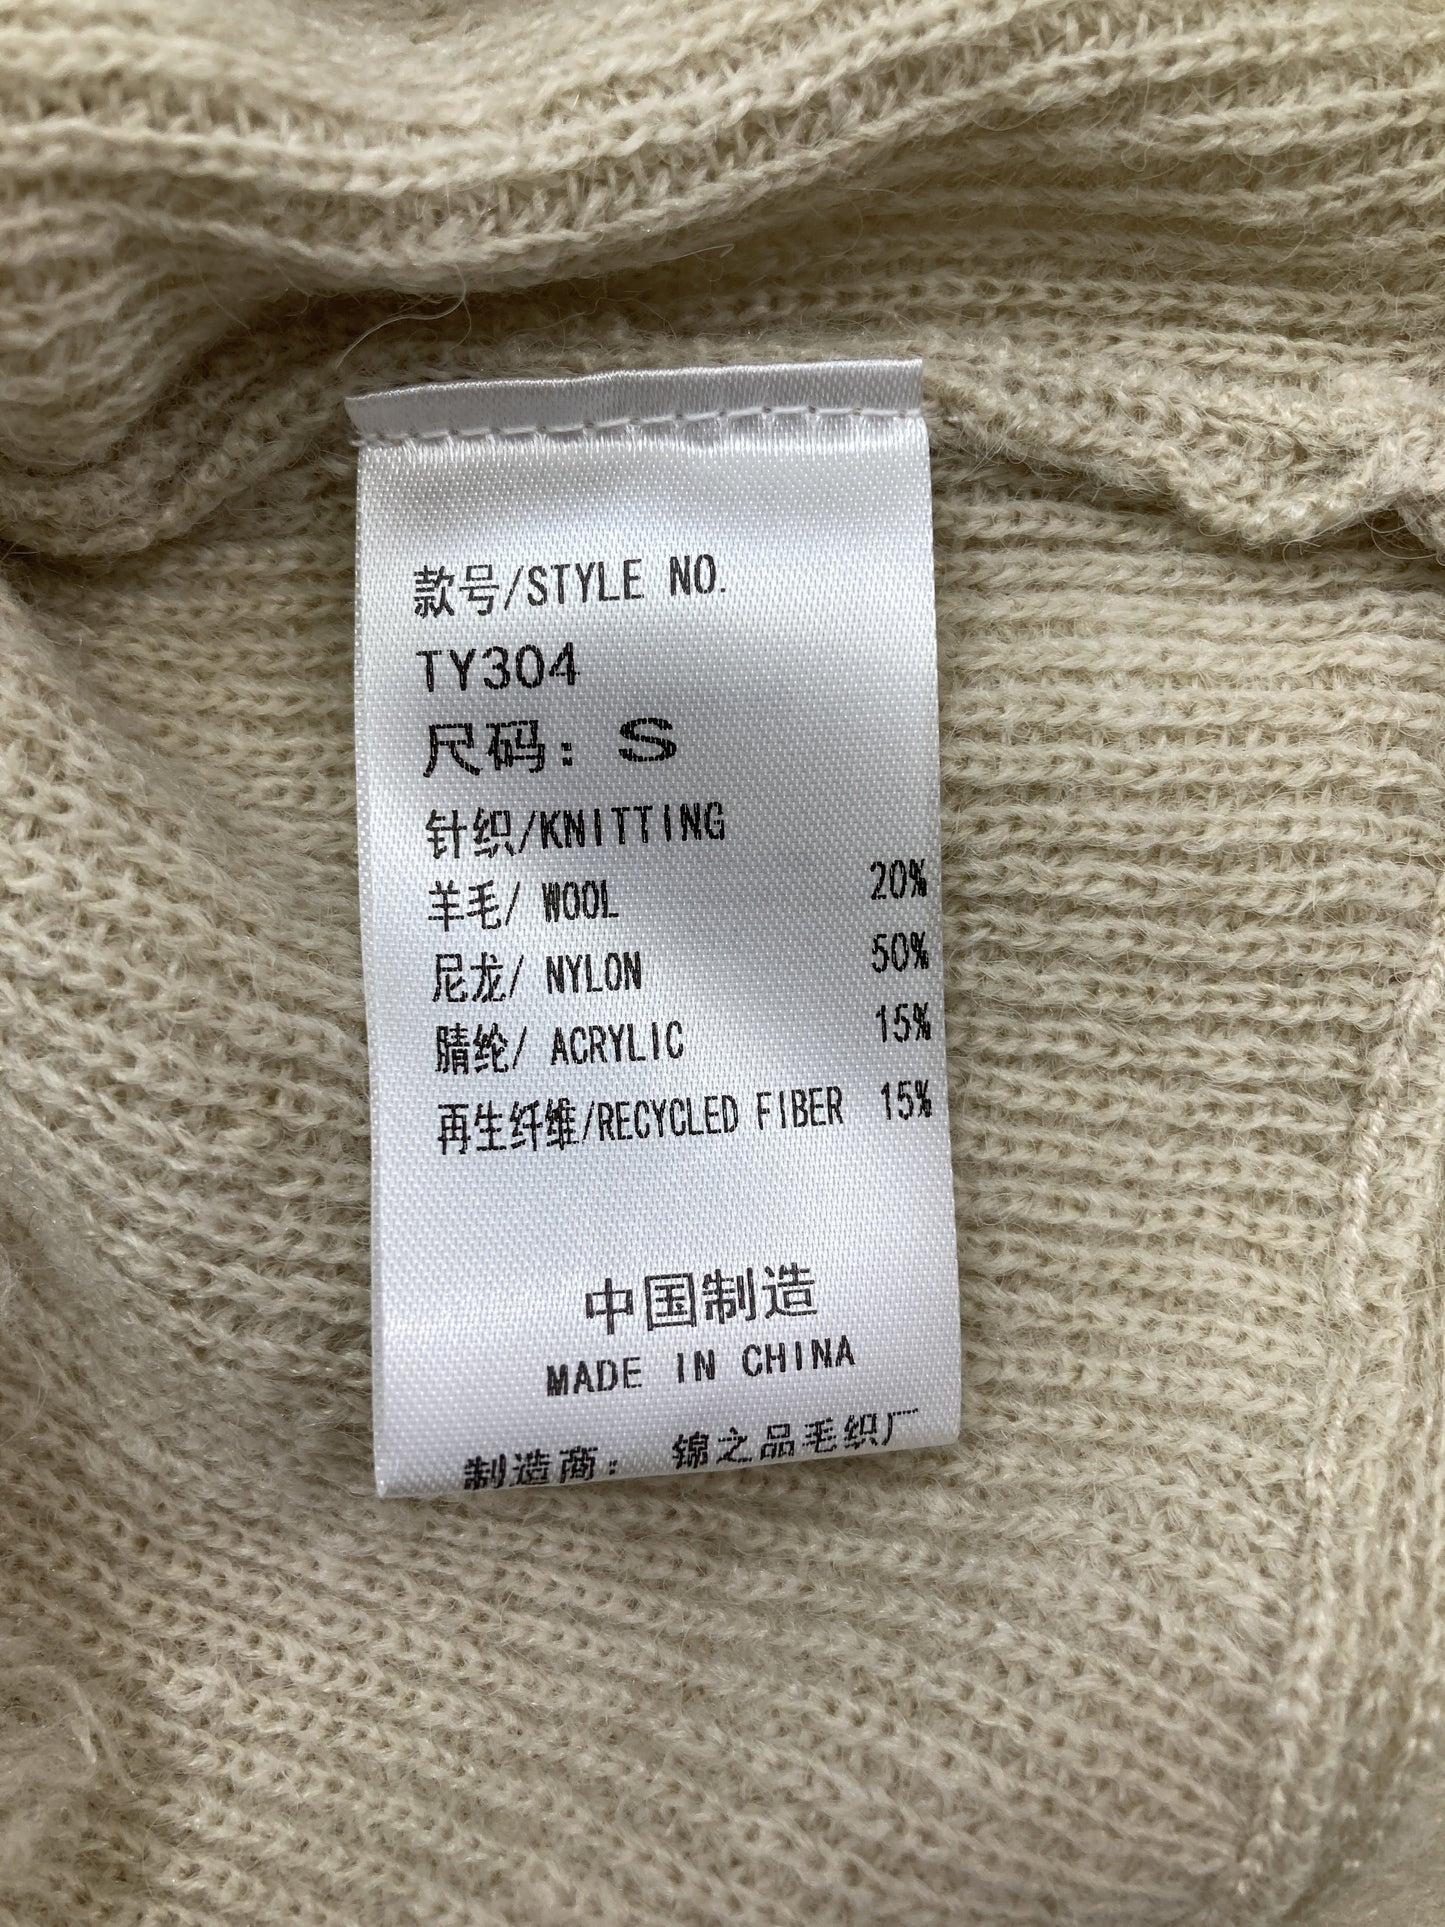 款号/STYLE NO.
TY304
尺码：S
针织/KNITTING
羊毛/ WOOL 20%
尼龙/ NYLON 50%
腈纶/ ACRYLIC 15%
再生纤维/RECYCLED FIBER 15%
中国制造
MADE IN CHINA
制造商： 锦之品毛织厂